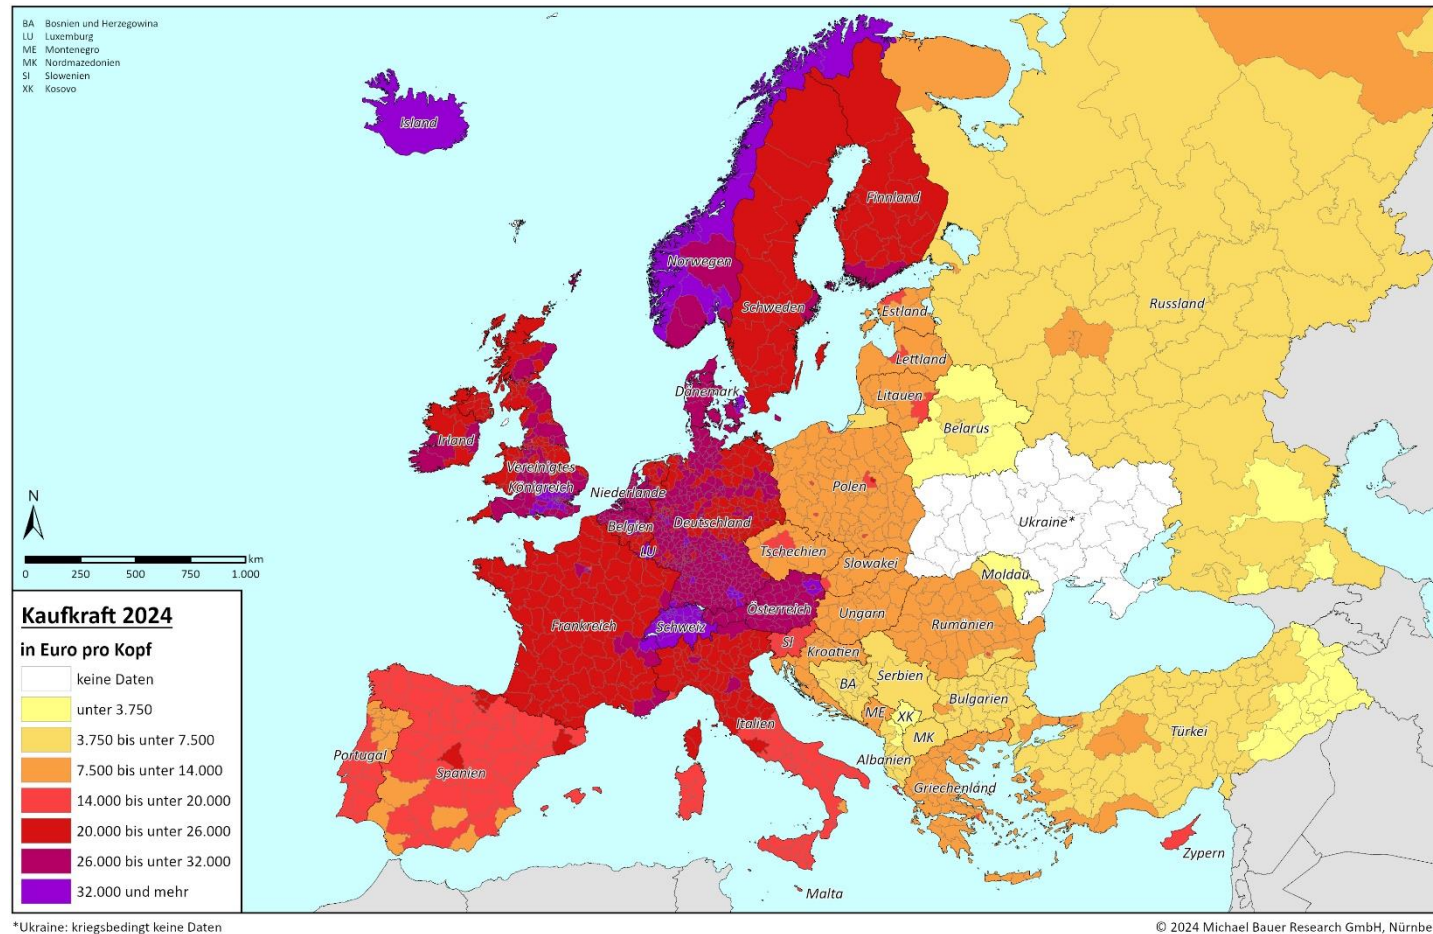 BA Bosnien und Herzegowina
LU Luxemburg
ME Montenegro
MK Nordmazedonien
SI Slowenien
XK Kosovo
Island
Finnland
Norwegen
Schweden
Russland
Estland
Lettland
Litauen
Dänemark
Belarus
Irland
Vereinigtes
Königreich
Niederlande
Polen
Belgien
Deutschland
Ukraine*
LU
Tschechien
Slowakei
Moldau
Österreich
Ungarn
Frankreich
Schweiz
Rumänien
SI
Kroatien
BA
Serbien
Bulgarien
ME
XK
MK
Italien
Türkei
Portugal
Spanien
Albanien
Griechenland
Zypern
Malta
N
km
0 250 500 750 1.000
Kaufkraft 2024
in Euro pro Kopf
keine Daten
unter 3.750
3.750 bis unter 7.500
7.500 bis unter 14.000
14.000 bis unter 20.000
20.000 bis unter 26.000
26.000 bis unter 32.000
32.000 und mehr
*Ukraine: kriegsbedingt keine Daten
© 2024 Michael Bauer Research GmbH, Nürnbe